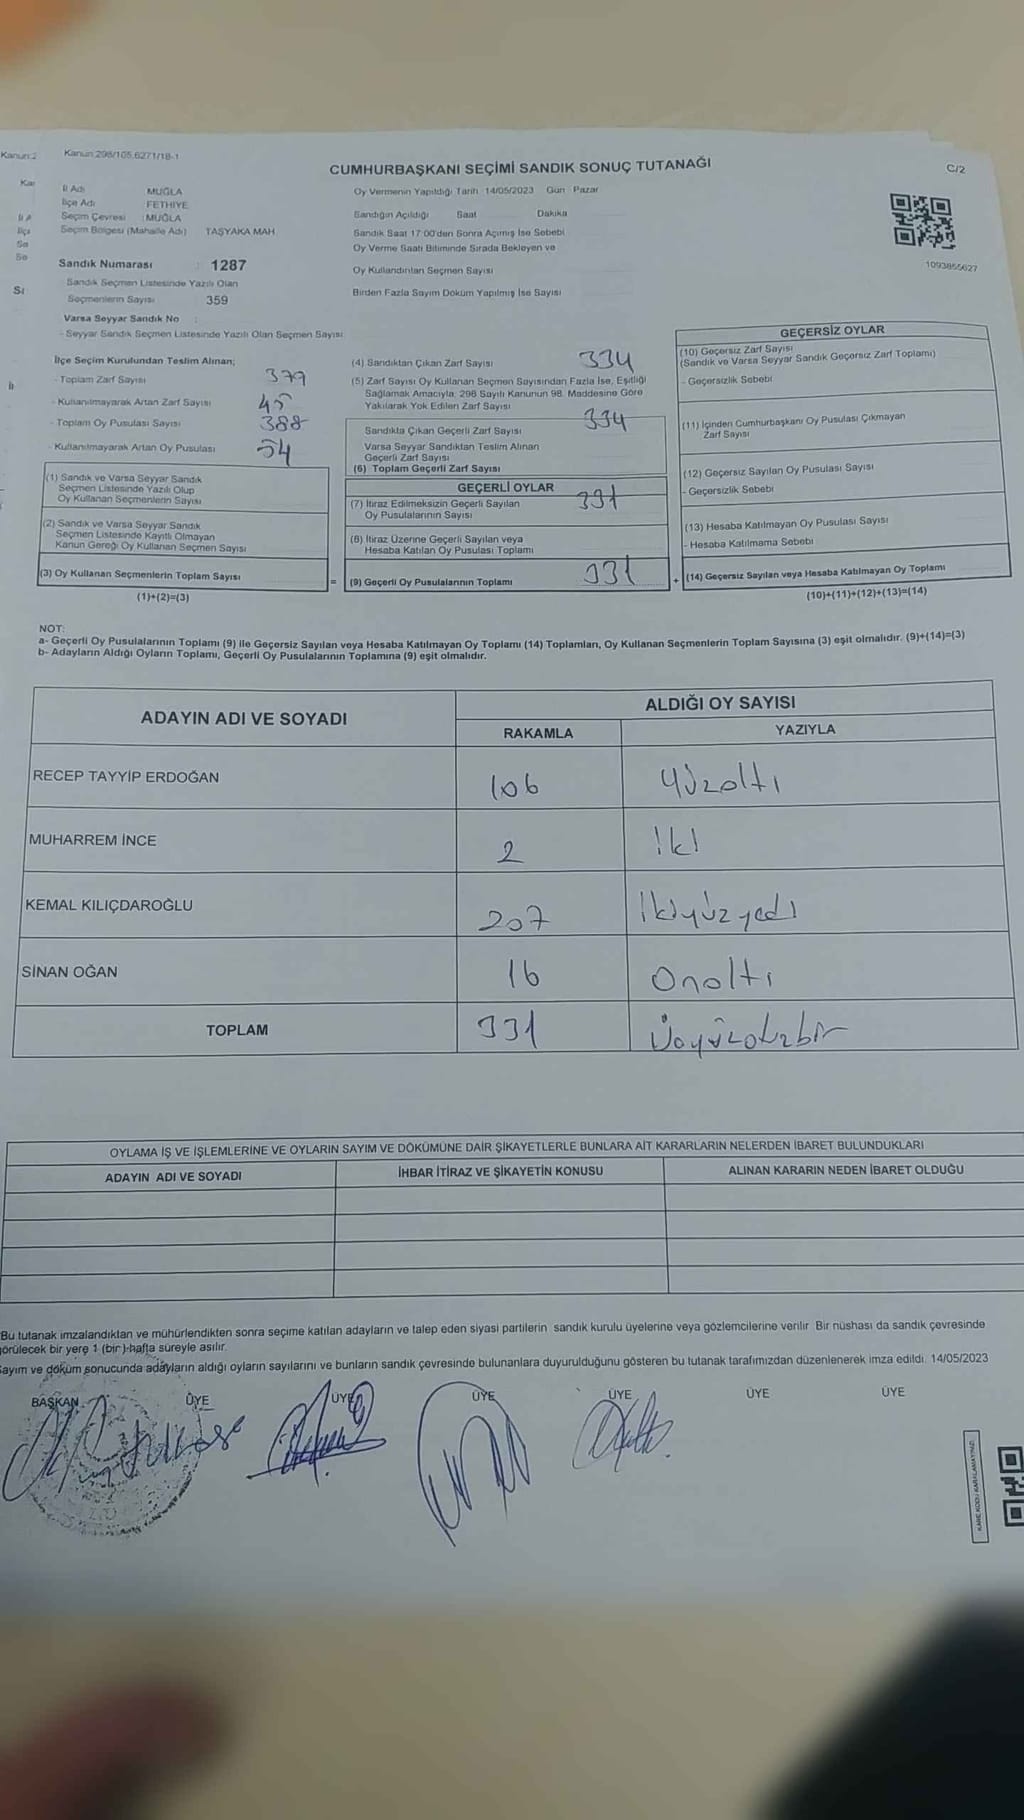 Kanun:298/105,6271/18-1
CUMHURBAŞKANI SEÇİMİ SANDIK SONUÇ TUTANAĞI
C/2
İl Adı MUĞLA
İlçe Adı FETHİYE
Seçim Çevresi : MUĞLA
Seçim Bölgesi (Mahalle Adı) TAŞYAKA MAH.
Sandık Numarası : 1287
Sandık Seçmen Listesinde Yazılı Olan
Seçmenlerin Sayısı 359
Varsa Seyyar Sandık No :
- Seyyar Sandık Seçmen Listesinde Yazılı Olan Seçmen Sayısı:
Oy Vermenin Yapıldığı Tarih 14/05/2023 Gün Pazar
Sandığın Açıldığı Saat Dakika
Sandık Saat 17:00'den Sonra Açılmış İse Sebebi
Oy Verme Saati Bitiminde Sırada Bekleyen ve
Oy Kullandırılan Seçmen Sayısı
Birden Fazla Sayım Döküm Yapılmış İse Sayısı
1093855627
İlçe Seçim Kurulundan Teslim Alınan;
- Toplam Zarf Sayısı 379
- Kullanılmayarak Artan Zarf Sayısı 45
- Toplam Oy Pusulası Sayısı 388
- Kullanılmayarak Artan Oy Pusulası 54
(1) Sandık ve Varsa Seyyar Sandık
Seçmen Listesinde Yazılı Olup
Oy Kullanan Seçmenlerin Sayısı
(2) Sandık ve Varsa Seyyar Sandık
Seçmen Listesinde Kayıtlı Olmayan
Kanun Gereği Oy Kullanan Seçmen Sayısı
(3) Oy Kullanan Seçmenlerin Toplam Sayısı
(1)+(2)=(3)
(4) Sandıktan Çıkan Zarf Sayısı 334
(5) Zarf Sayısı Oy Kullanan Seçmen Sayısından Fazla İse, Eşitliği
Sağlamak Amacıyla, 298 Sayılı Kanunun 98. Maddesine Göre
Yakılarak Yok Edilen Zarf Sayısı
Sandıkta Çıkan Geçerli Zarf Sayısı 334
Varsa Seyyar Sandıktan Teslim Alınan
Geçerli Zarf Sayısı
(6) Toplam Geçerli Zarf Sayısı
GEÇERLİ OYLAR
(7) İtiraz Edilmeksizin Geçerli Sayılan
Oy Pusulalarının Sayısı 331
(8) İtiraz Üzerine Geçerli Sayılan veya
Hesaba Katılan Oy Pusulası Toplamı
= (9) Geçerli Oy Pusulalarının Toplamı 331
GEÇERSİZ OYLAR
(10) Geçersiz Zarf Sayısı
(Sandık ve Varsa Seyyar Sandık Geçersiz Zarf Toplamı)
- Geçersizlik Sebebi
(11) İçinden Cumhurbaşkanı Oy Pusulası Çıkmayan
Zarf Sayısı
(12) Geçersiz Sayılan Oy Pusulası Sayısı
- Geçersizlik Sebebi
(13) Hesaba Katılmayan Oy Pusulası Sayısı
- Hesaba Katılmama Sebebi
+ (14) Geçersiz Sayılan veya Hesaba Katılmayan Oy Toplamı
(10)+(11)+(12)+(13)=(14)
NOT:
a- Geçerli Oy Pusulalarının Toplamı (9) ile Geçersiz Sayılan veya Hesaba Katılmayan Oy Toplamı (14) Toplamları, Oy Kullanan Seçmenlerin Toplam Sayısına (3) eşit olmalıdır. (9)+(14)=(3)
b- Adayların Aldığı Oyların Toplamı, Geçerli Oy Pusulalarının Toplamına (9) eşit olmalıdır.
ADAYIN ADI VE SOYADI ALDIĞI OY SAYISI
RAKAMLA YAZIYLA
RECEP TAYYİP ERDOĞAN 106 Yüzaltı
MUHARREM İNCE 2 iki
KEMAL KILIÇDAROĞLU 207 ikiyüzyedi
SİNAN OĞAN 16 Onaltı
TOPLAM 331 Üçyüzotuzbir
OYLAMA İŞ VE İŞLEMLERİNE VE OYLARIN SAYIM VE DÖKÜMÜNE DAİR ŞİKAYETLERLE BUNLARA AİT KARARLARIN NELERDEN İBARET BULUNDUKLARI
ADAYIN ADI VE SOYADI İHBAR İTİRAZ VE ŞİKAYETİN KONUSU ALINAN KARARIN NEDEN İBARET OLDUĞU
Bu tutanak imzalandıktan ve mühürlendikten sonra seçime katılan adayların ve talep eden siyasi partilerin sandık kurulu üyelerine veya gözlemcilerine verilir. Bir nüshası da sandık çevresinde
görülecek bir yere 1 (bir) hafta süreyle asılır.
Sayım ve döküm sonucunda adayların aldığı oyların sayılarını ve bunların sandık çevresinde bulunanlara duyurulduğunu gösteren bu tutanak tarafımızdan düzenlenerek imza edildi. 14/05/2023
BAŞKAN ÜYE ÜYE ÜYE ÜYE ÜYE ÜYE
KARE KODU KARALAMAYINIZ!